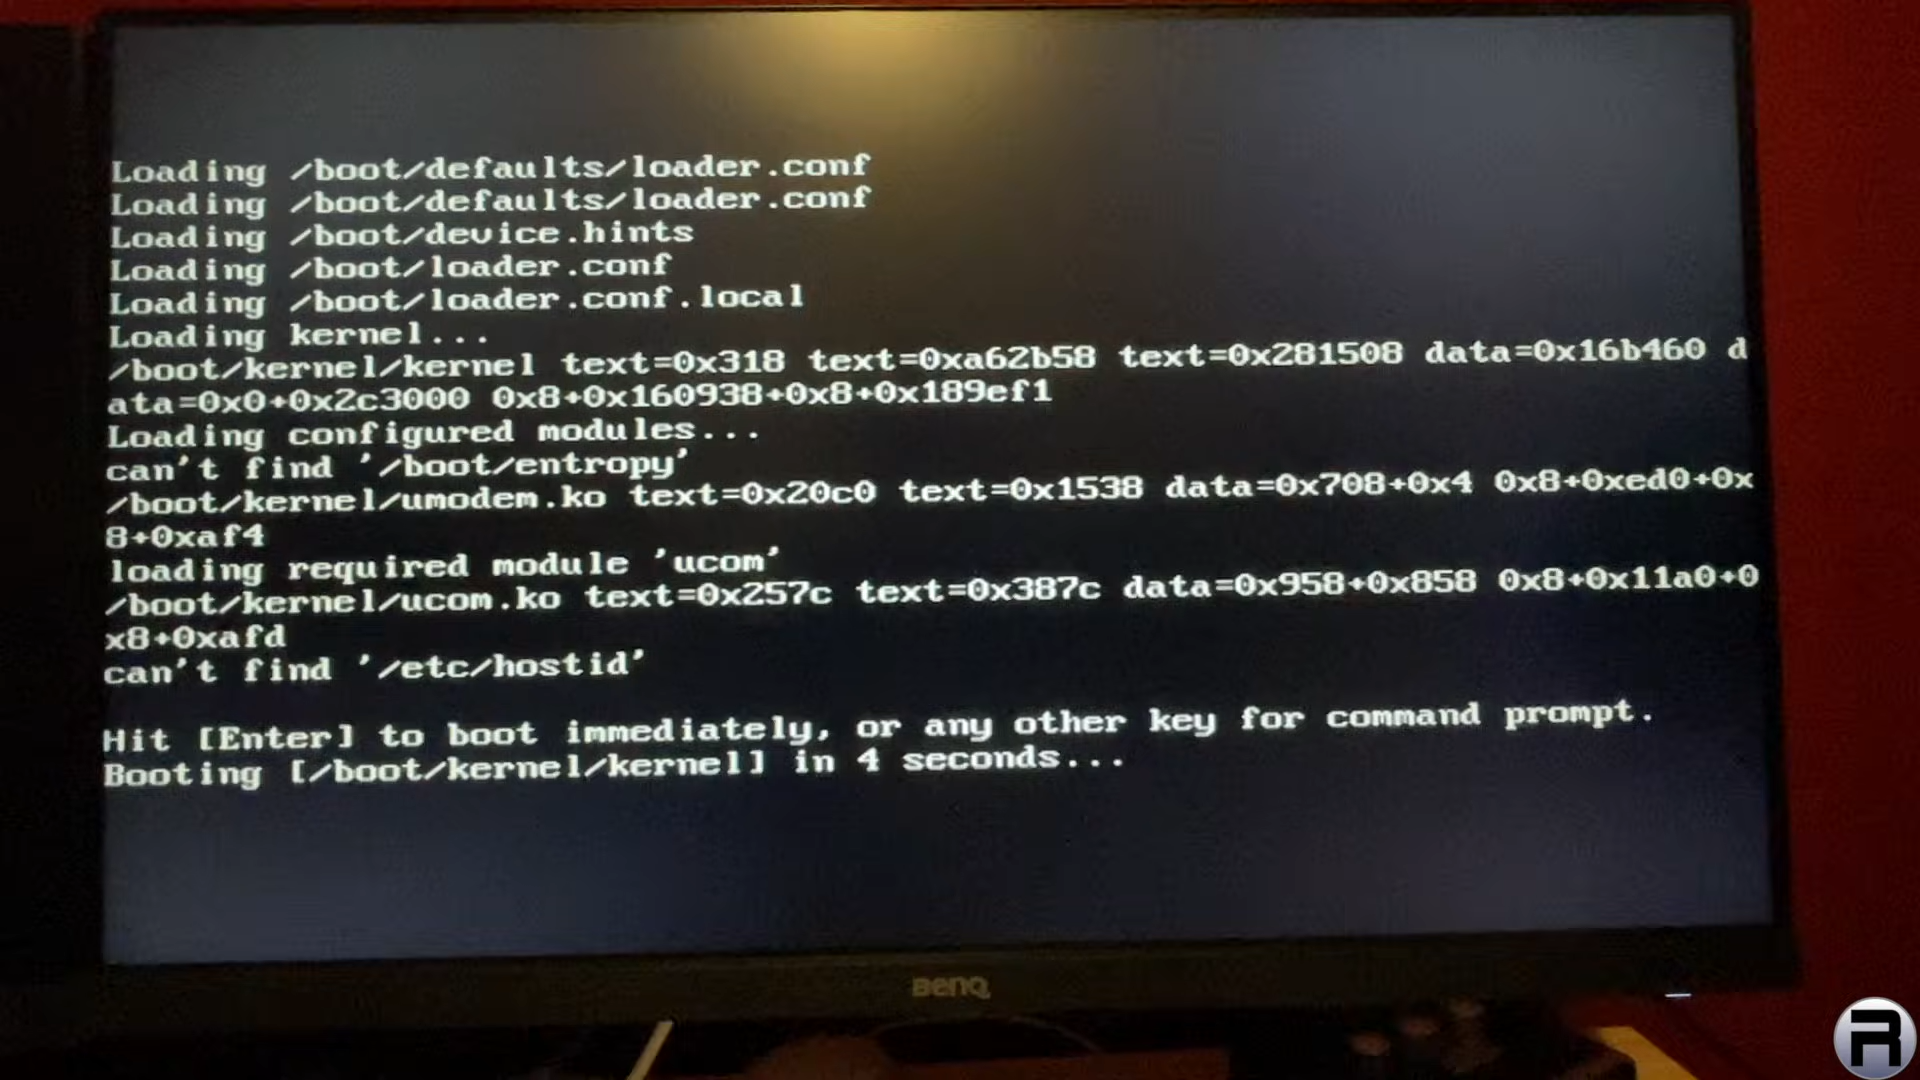 Loading /boot/defaults/loader.conf
Loading /boot/defaults/loader.conf
Loading /boot/device.hints
Loading /boot/loader.conf
Loading /boot/loader.conf.local
Loading kernel...
/boot/kernel/kernel text=0x318 text=0xa62b58 text=0x281508 data=0x16b460 d
ata=0x0+0x2c3000 0x8+0x160938+0x8+0x189ef1
Loading configured modules...
can't find '/boot/entropy'
/boot/kernel/umodem.ko text=0x20c0 text=0x1538 data=0x708+0x4 0x8+0xed0+0x
8+0xaf4
loading required module 'ucom'
/boot/kernel/ucom.ko text=0x257c text=0x387c data=0x958+0x858 0x8+0x11a0+0
x8+0xafd
can't find '/etc/hostid'
Hit [Enter] to boot immediately, or any other key for command prompt.
Booting [/boot/kernel/kernel] in 4 seconds...
BenQ
R